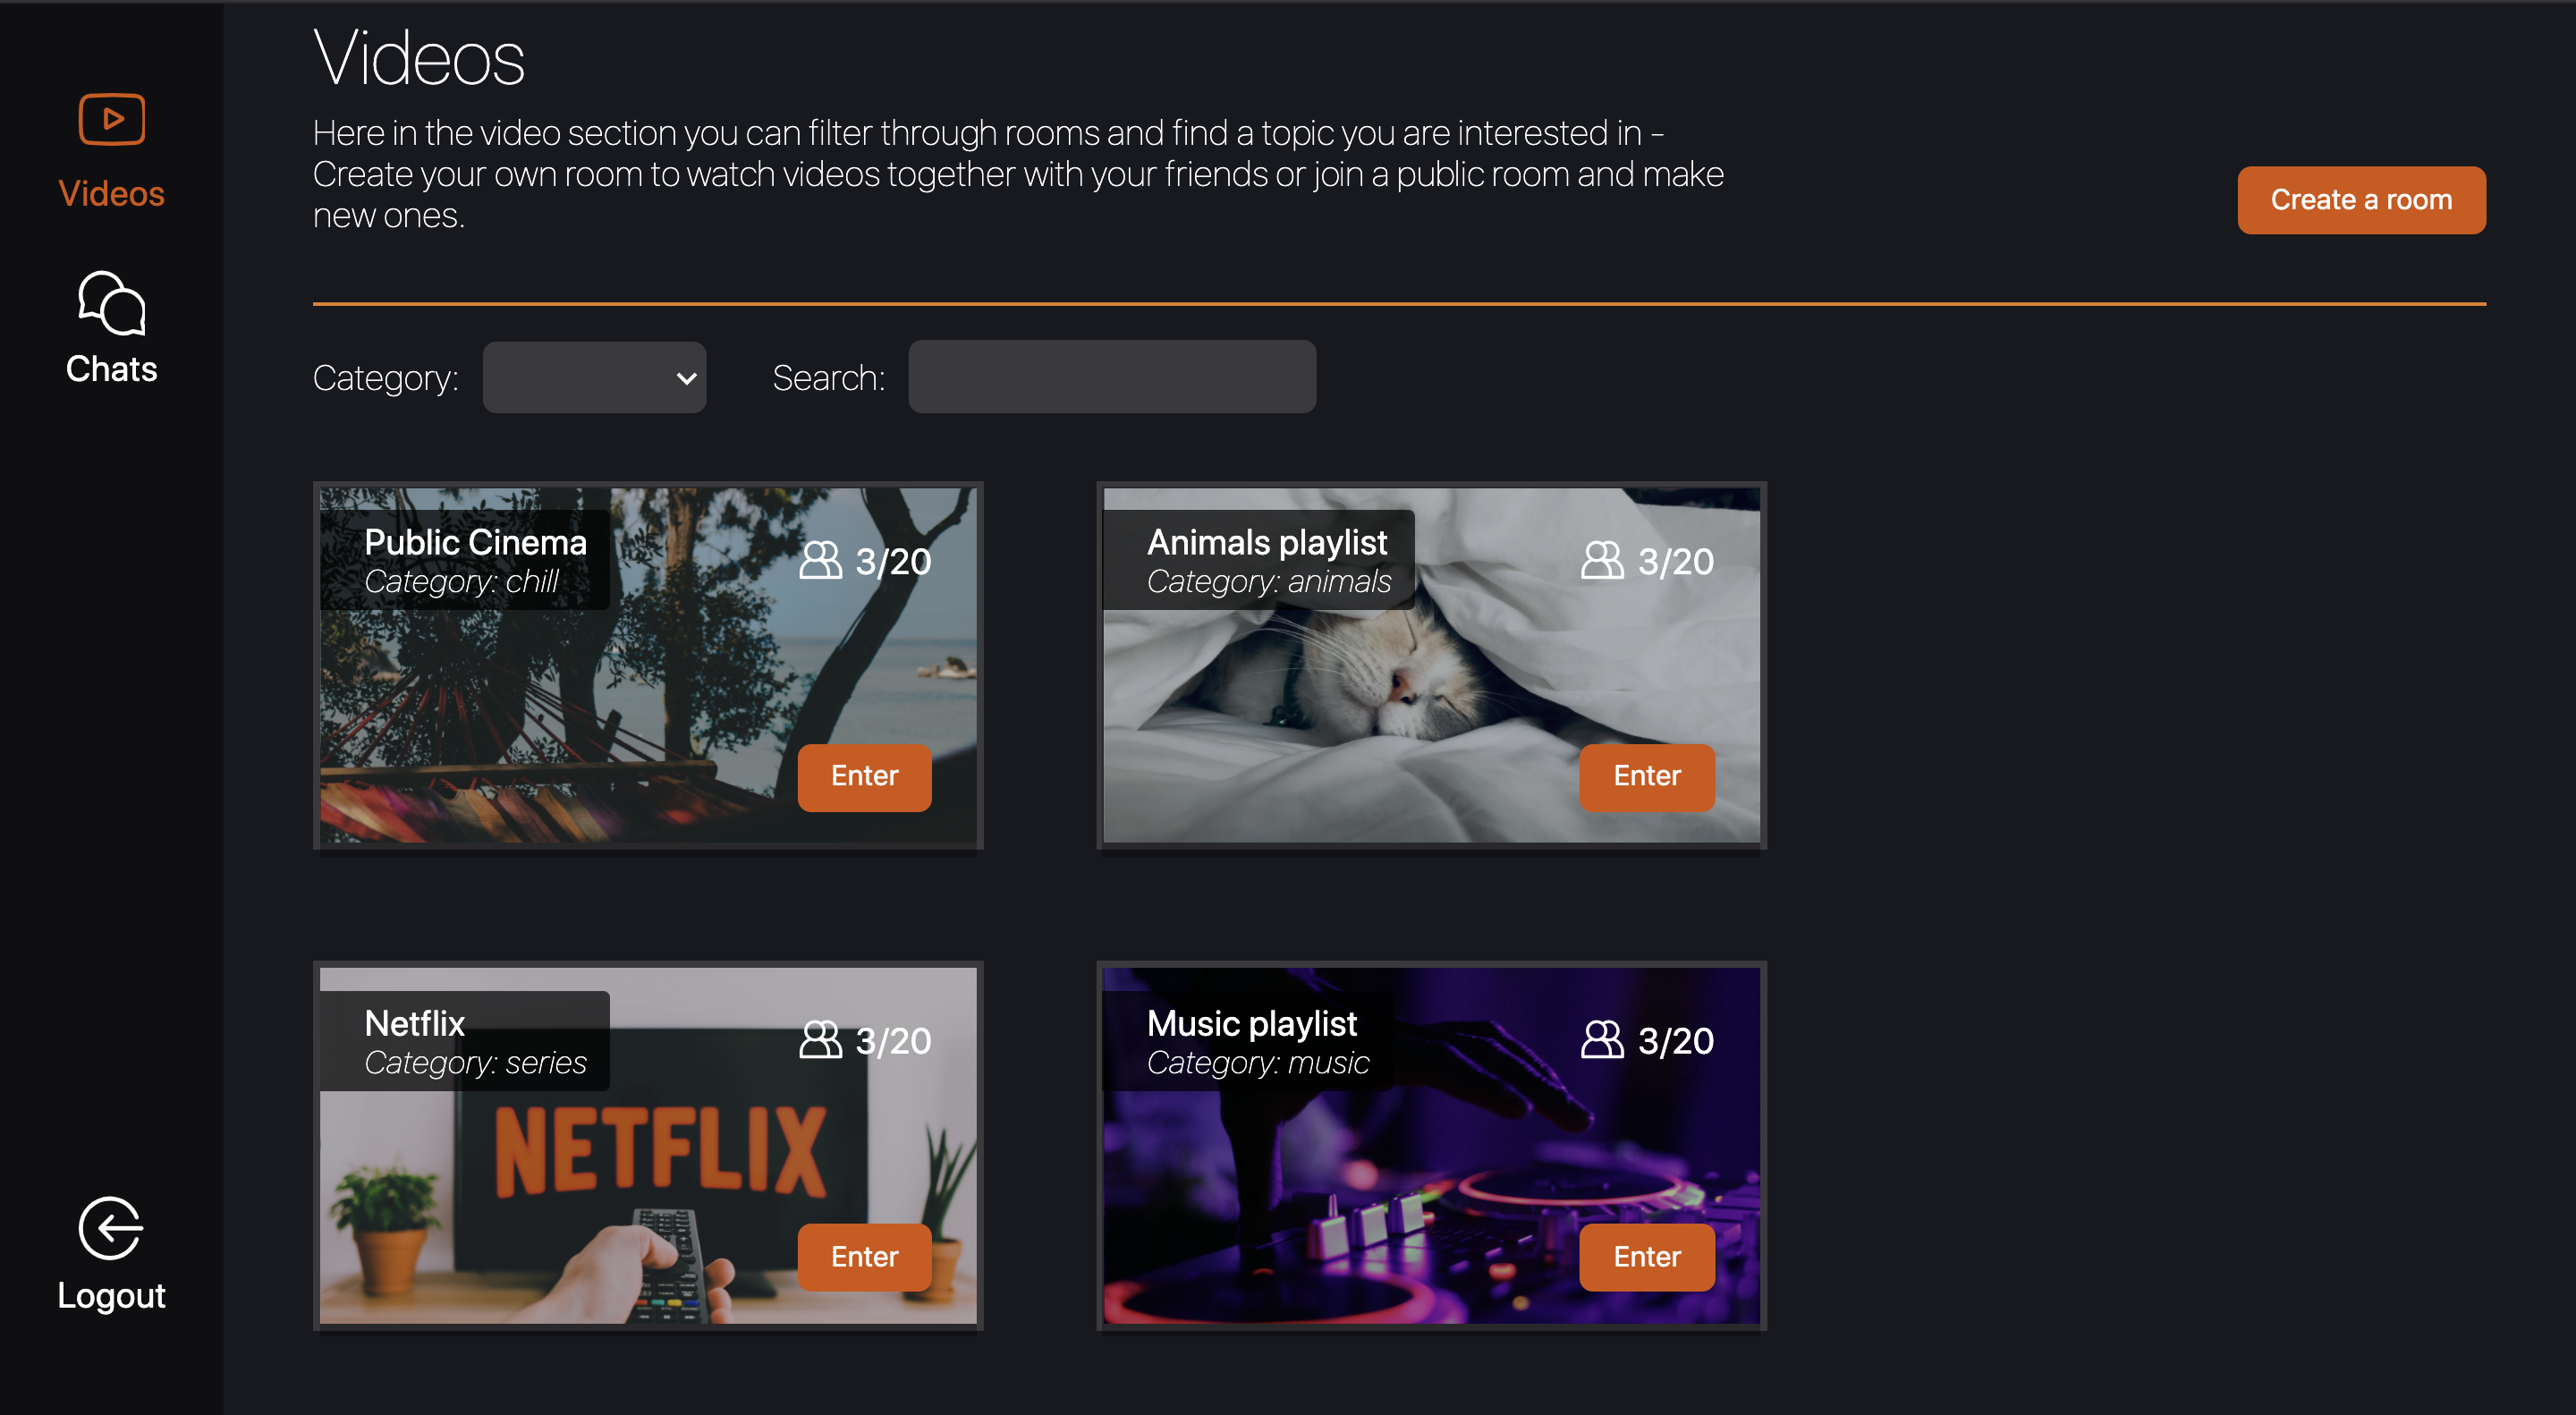 Videos
Here in the video section you can filter through rooms and find a topic you are interested in -
Create your own room to watch videos together with your friends or join a public room and make
new ones.
Create a room
Videos
Chats
Logout
Category:
Search:
Public Cinema
Category: chill
3/20
Enter
Animals playlist
Category: animals
3/20
Enter
Netflix
Category: series
3/20
NETFLIX
Enter
Music playlist
Category: music
3/20
Enter